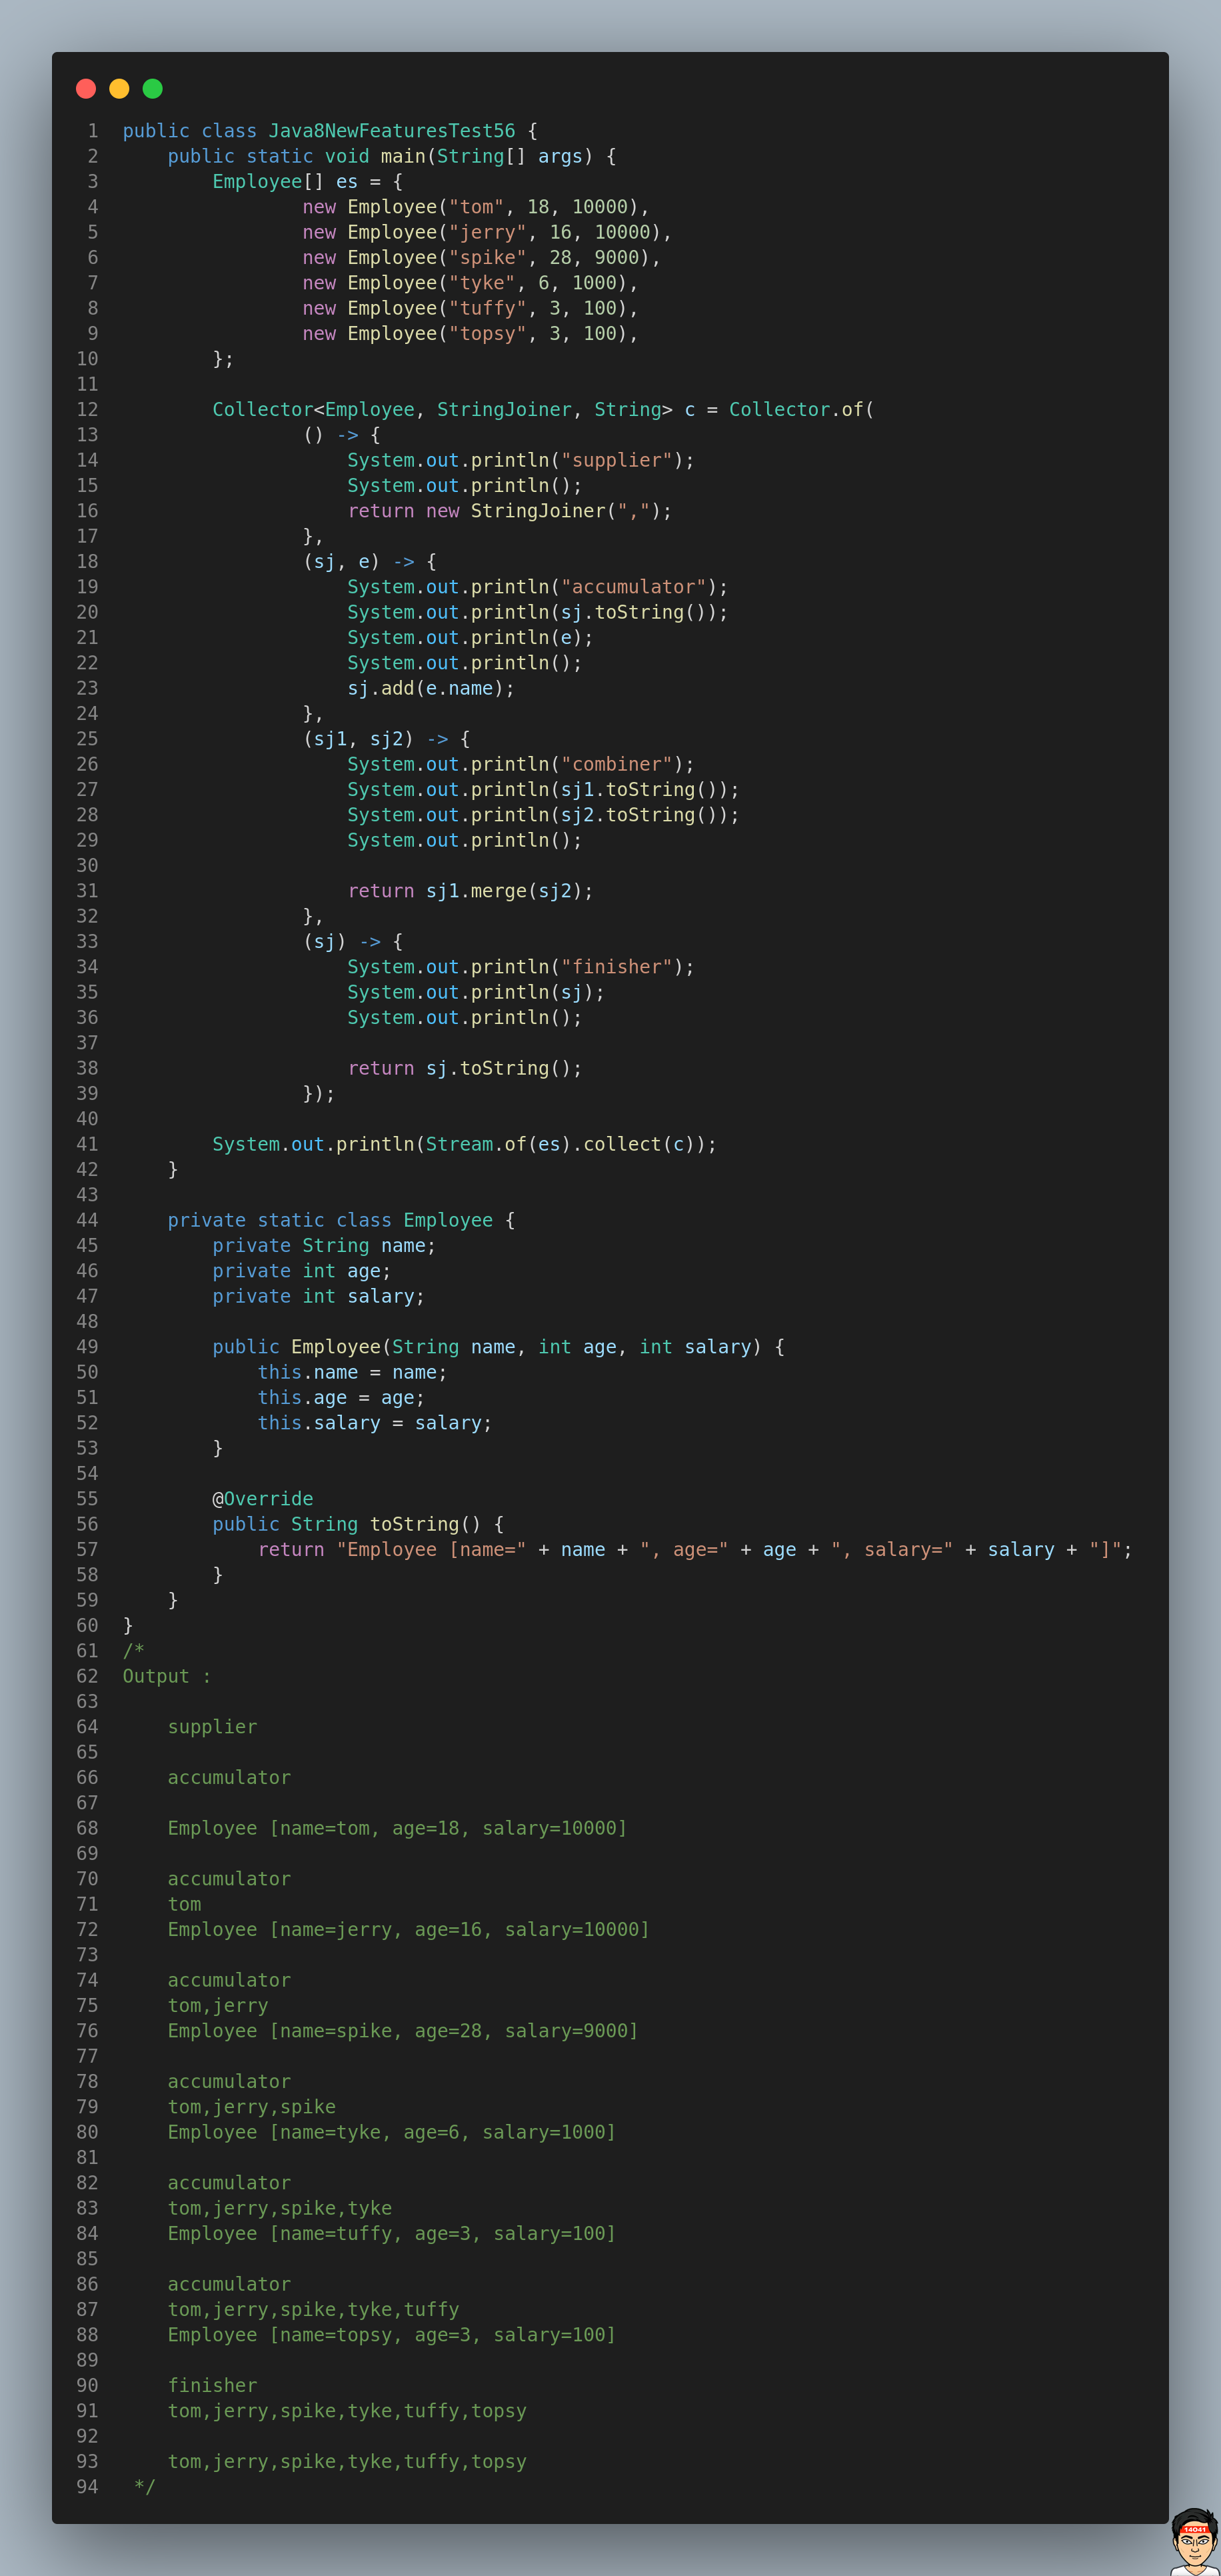 1 public class Java8NewFeaturesTest56 {
2     public static void main(String[] args) {
3         Employee[] es = {
4                 new Employee("tom", 18, 10000),
5                 new Employee("jerry", 16, 10000),
6                 new Employee("spike", 28, 9000),
7                 new Employee("tyke", 6, 1000),
8                 new Employee("tuffy", 3, 100),
9                 new Employee("topsy", 3, 100),
10         };
11
12         Collector<Employee, StringJoiner, String> c = Collector.of(
13                 () -> {
14                     System.out.println("supplier");
15                     System.out.println();
16                     return new StringJoiner(",");
17                 },
18                 (sj, e) -> {
19                     System.out.println("accumulator");
20                     System.out.println(sj.toString());
21                     System.out.println(e);
22                     System.out.println();
23                     sj.add(e.name);
24                 },
25                 (sj1, sj2) -> {
26                     System.out.println("combiner");
27                     System.out.println(sj1.toString());
28                     System.out.println(sj2.toString());
29                     System.out.println();
30
31                     return sj1.merge(sj2);
32                 },
33                 (sj) -> {
34                     System.out.println("finisher");
35                     System.out.println(sj);
36                     System.out.println();
37
38                     return sj.toString();
39                 });
40
41         System.out.println(Stream.of(es).collect(c));
42     }
43
44     private static class Employee {
45         private String name;
46         private int age;
47         private int salary;
48
49         public Employee(String name, int age, int salary) {
50             this.name = name;
51             this.age = age;
52             this.salary = salary;
53         }
54
55         @Override
56         public String toString() {
57             return "Employee [name=" + name + ", age=" + age + ", salary=" + salary + "]";
58         }
59     }
60 }
61 /*
62 Output :
63
64     supplier
65
66     accumulator
67
68     Employee [name=tom, age=18, salary=10000]
69
70     accumulator
71     tom
72     Employee [name=jerry, age=16, salary=10000]
73
74     accumulator
75     tom,jerry
76     Employee [name=spike, age=28, salary=9000]
77
78     accumulator
79     tom,jerry,spike
80     Employee [name=tyke, age=6, salary=1000]
81
82     accumulator
83     tom,jerry,spike,tyke
84     Employee [name=tuffy, age=3, salary=100]
85
86     accumulator
87     tom,jerry,spike,tyke,tuffy
88     Employee [name=topsy, age=3, salary=100]
89
90     finisher
91     tom,jerry,spike,tyke,tuffy,topsy
92
93     tom,jerry,spike,tyke,tuffy,topsy
94  */
14041